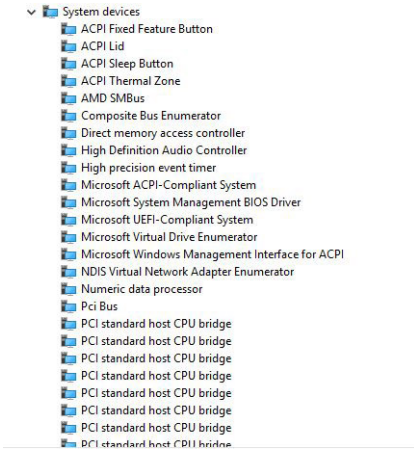 System devices
ACPI Fixed Feature Button
ACPI Lid
ACPI Sleep Button
ACPI Thermal Zone
AMD SMBus
Composite Bus Enumerator
Direct memory access controller
High Definition Audio Controller
High precision event timer
Microsoft ACPI-Compliant System
Microsoft System Management BIOS Driver
Microsoft UEFI-Compliant System
Microsoft Virtual Drive Enumerator
Microsoft Windows Management Interface for ACPI
NDIS Virtual Network Adapter Enumerator
Numeric data processor
Pci Bus
PCI standard host CPU bridge
PCI standard host CPU bridge
PCI standard host CPU bridge
PCI standard host CPU bridge
PCI standard host CPU bridge
PCI standard host CPU bridge
PCI standard host CPU bridge
PCI standard host CPU bridge